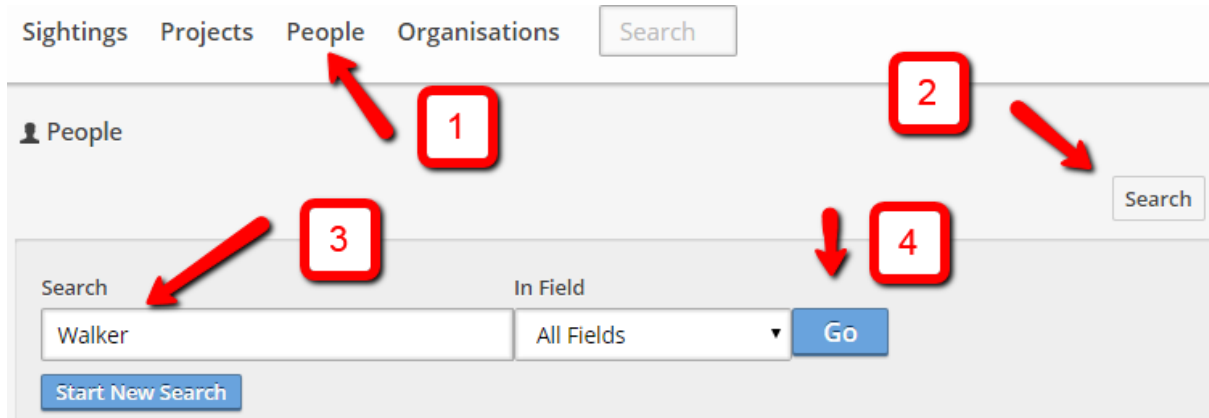 Sightings Projects People Organisations Search
2
1
People
Search
3
4
Search In Field
Walker All Fields Go
Start New Search